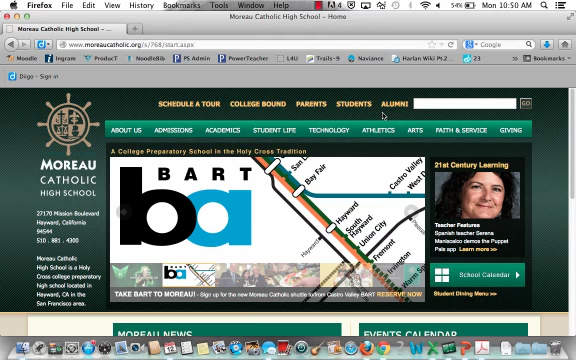 Firefox File Edit View History Bookmarks Tools Window Help
54% Mon 10:50 AM
Moreau Catholic High School – Home
Moreau Catholic High School – ...
www.moreaucatholic.org/s/768/start.aspx
Google
Moodle Ingram ProducT NoodleBib PS Admin PowerTeacher L4U Trails-9 Naviance Harlan Wiki Pt.2 23 Bookmarks
Diigo - Sign in
SCHEDULE A TOUR COLLEGE BOUND PARENTS STUDENTS ALUMNI GO
ABOUT US ADMISSIONS ACADEMICS STUDENT LIFE TECHNOLOGY ATHLETICS ARTS FAITH & SERVICE GIVING
MOREAU
CATHOLIC
HIGH SCHOOL
27170 Mission Boulevard
Hayward, California
94544
510 . 881 . 4300
Moreau Catholic
High School is a Holy
Cross college preparatory
high school located in
Hayward, CA in the
San Francisco area.
A College Preparatory School in the Holy Cross Tradition
BART
ba
Bay Fair
Castro Valley
West D
Hayward
South
Hayward
Hayward
Union City
Fremont
Irvington
Warm Sp
TAKE BART TO MOREAU! - Sign up for the new Moreau Catholic shuttle to/from Castro Valley BART RESERVE NOW
21st Century Learning
Teacher Features
Spanish teacher Serena
Maniscalco demos the Puppet
Pals app Learn more >>
School Calendar
Student Dining Menu >>
MOREAU NEWS
EVENTS CALENDAR